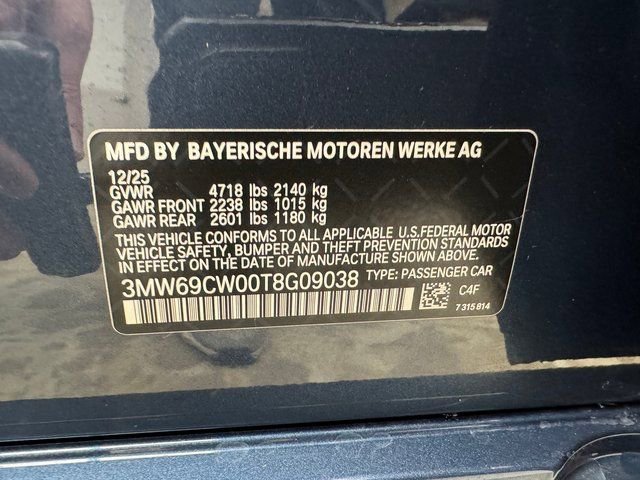 MFD BY BAYERISCHE MOTOREN WERKE AG
12/25
GVWR 4718 lbs 2140 kg
GAWR FRONT 2238 lbs 1015 kg
GAWR REAR 2601 lbs 1180 kg
THIS VEHICLE CONFORMS TO ALL APPLICABLE U.S.FEDERAL MOTOR
VEHICLE SAFETY, BUMPER AND THEFT PREVENTION STANDARDS
IN EFFECT ON THE DATE OF MANUFACTURE SHOWN ABOVE.
3MW69CW00T8G09038 TYPE: PASSENGER CAR
C4F
7 315 814